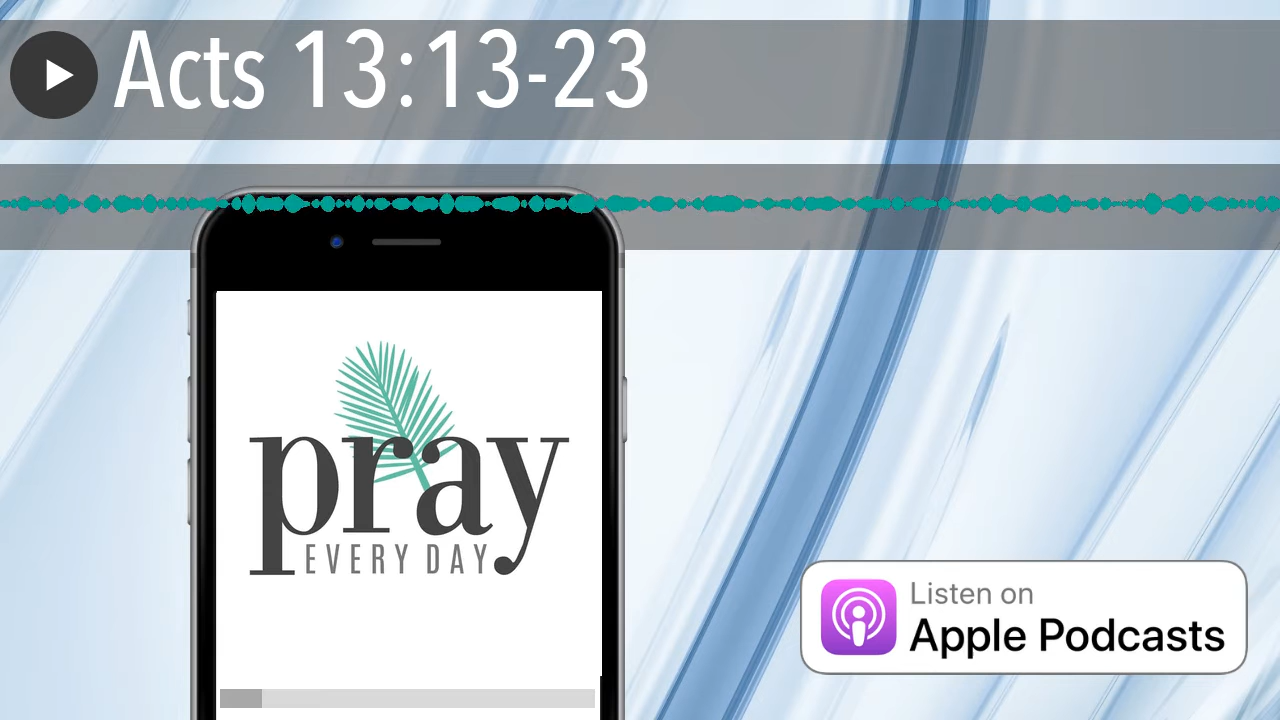 Acts 13:13-23
pray
EVERY DAY
Listen on
Apple Podcasts